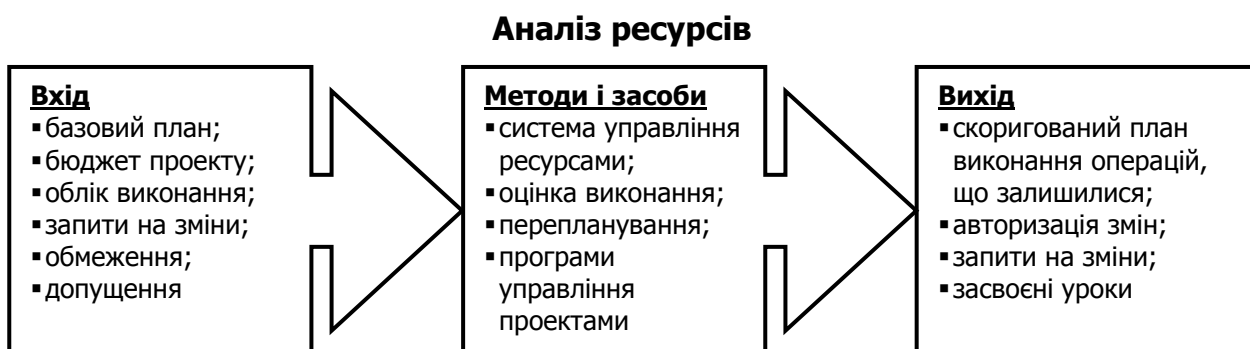 Аналіз ресурсів
Вхід
▪базовий план;
▪бюджет проекту;
▪облік виконання;
▪запити на зміни;
▪обмеження;
▪допущення
Методи і засоби
▪система управління
ресурсами;
▪оцінка виконання;
▪перепланування;
▪програми
управління
проектами
Вихід
▪скоригований план
виконання операцій,
що залишилися;
▪авторизація змін;
▪запити на зміни;
▪засвоєні уроки